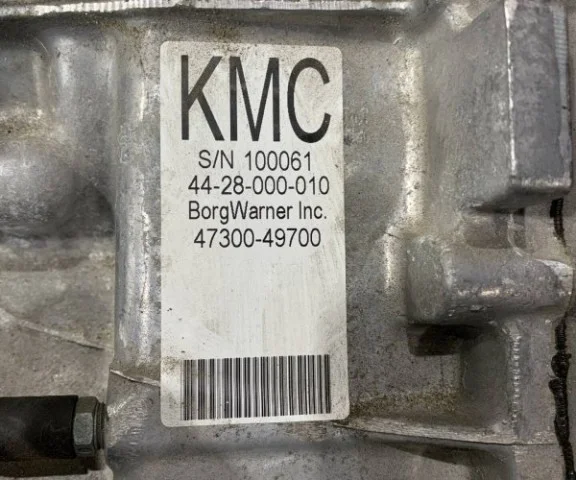 KMC
S/N 100061
44-28-000-010
BorgWarner Inc.
47300-49700